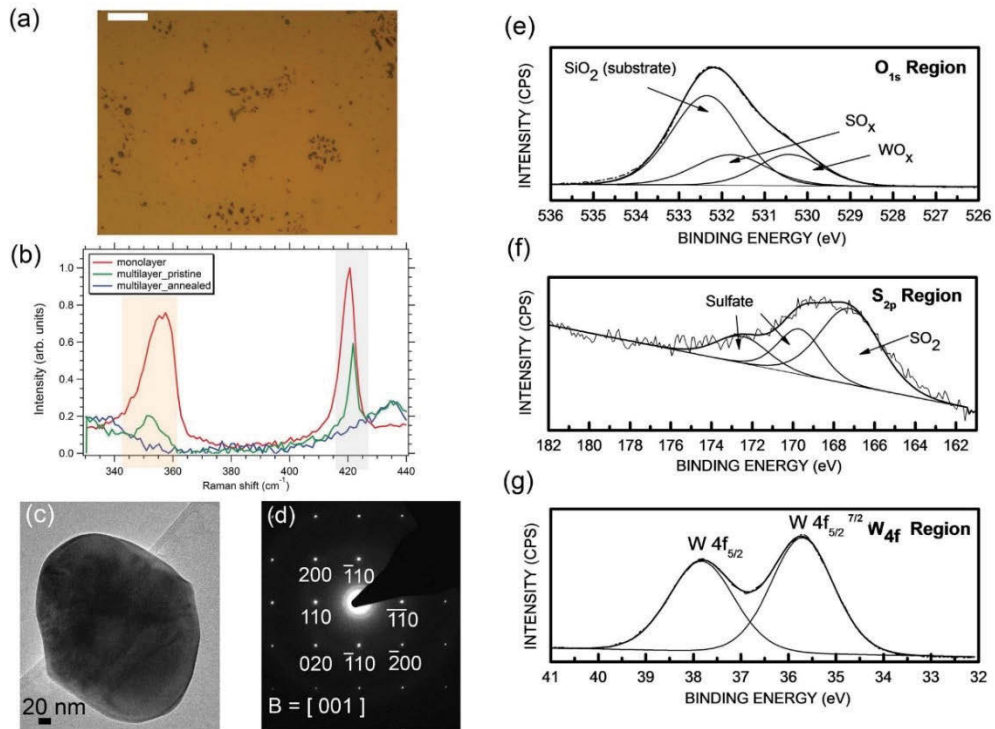 (a)
(b)
monolayer
multilayer_pristine
multilayer_annealed
Intensity (arb. units)
1.0
0.8
0.6
0.4
0.2
0.0
340 360 380 400 420 440
Raman shift (cm⁻¹)
(c)
20 nm
(d)
200 1̄10
110 1̄1̄0
020 1̄10 2̄00
B = [ 001 ]
(e)
O1s Region
SiO2 (substrate)
SOx
WOx
INTENSITY (CPS)
536 535 534 532 531 530 529 528 526
BINDING ENERGY (eV)
(f)
S2p Region
Sulfate
SO2
INTENSITY (CPS)
182 180 178 175 172 170 168 166 164 162 161
BINDING ENERGY (eV)
(g)
W4f Region
W 4f5/2
W 4f5/2 7/2
INTENSITY (CPS)
41 40 39 38 37 36 35 34 33 32
BINDING ENERGY (eV)